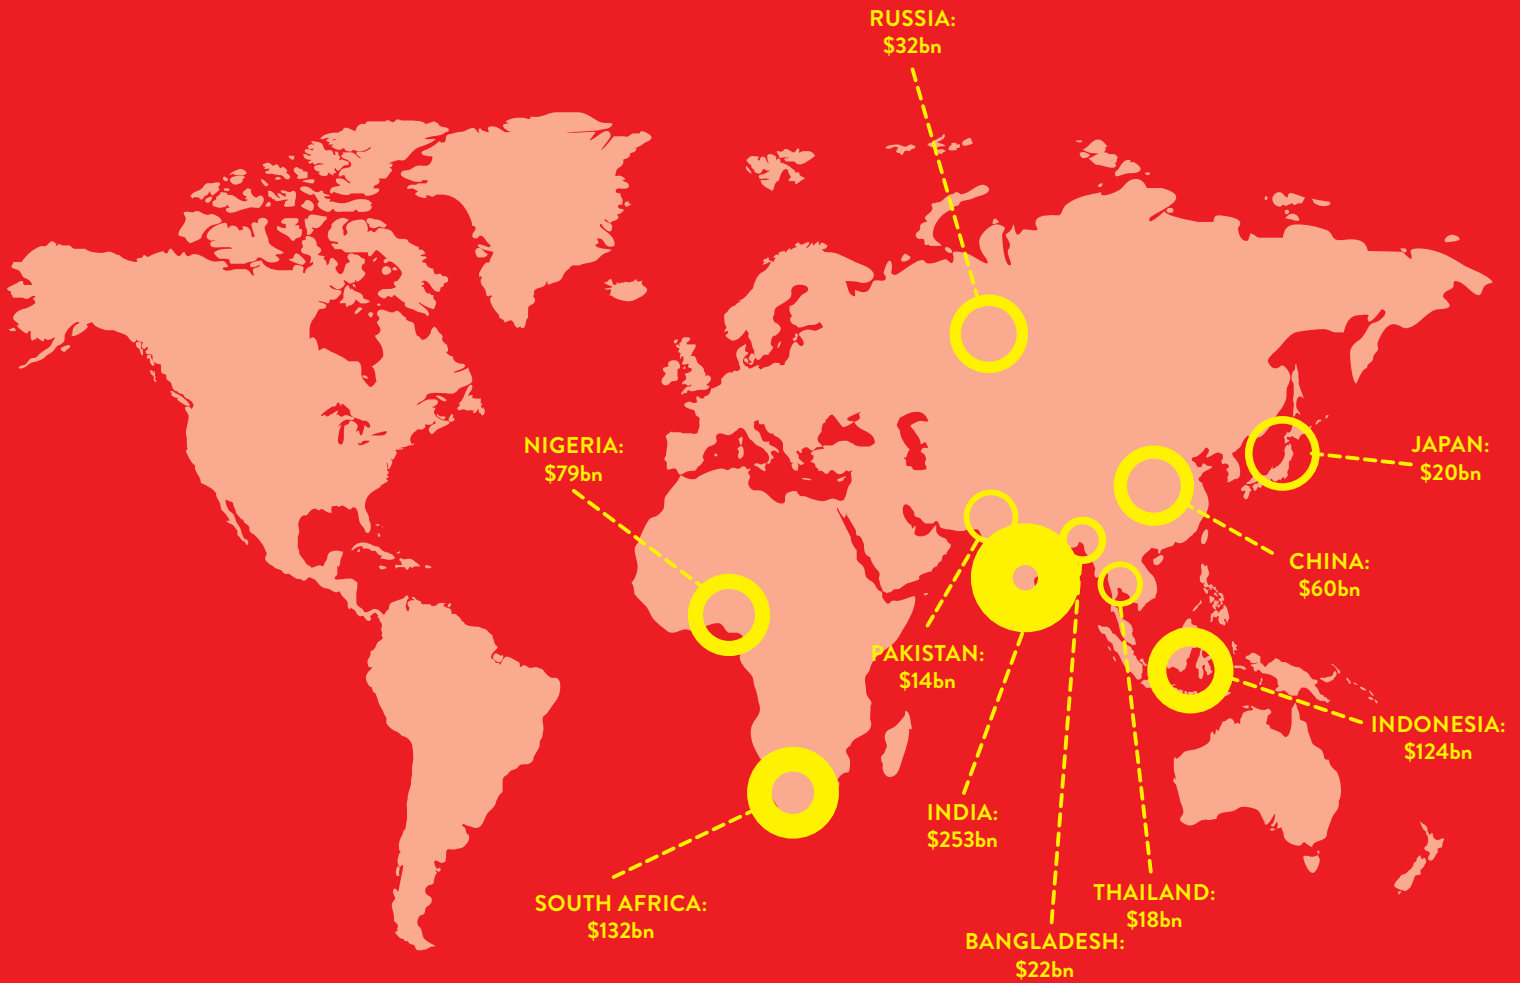 RUSSIA:
$32bn
NIGERIA:
$79bn
JAPAN:
$20bn
CHINA:
$60bn
PAKISTAN:
$14bn
INDONESIA:
$124bn
INDIA:
$253bn
SOUTH AFRICA:
$132bn
THAILAND:
$18bn
BANGLADESH:
$22bn